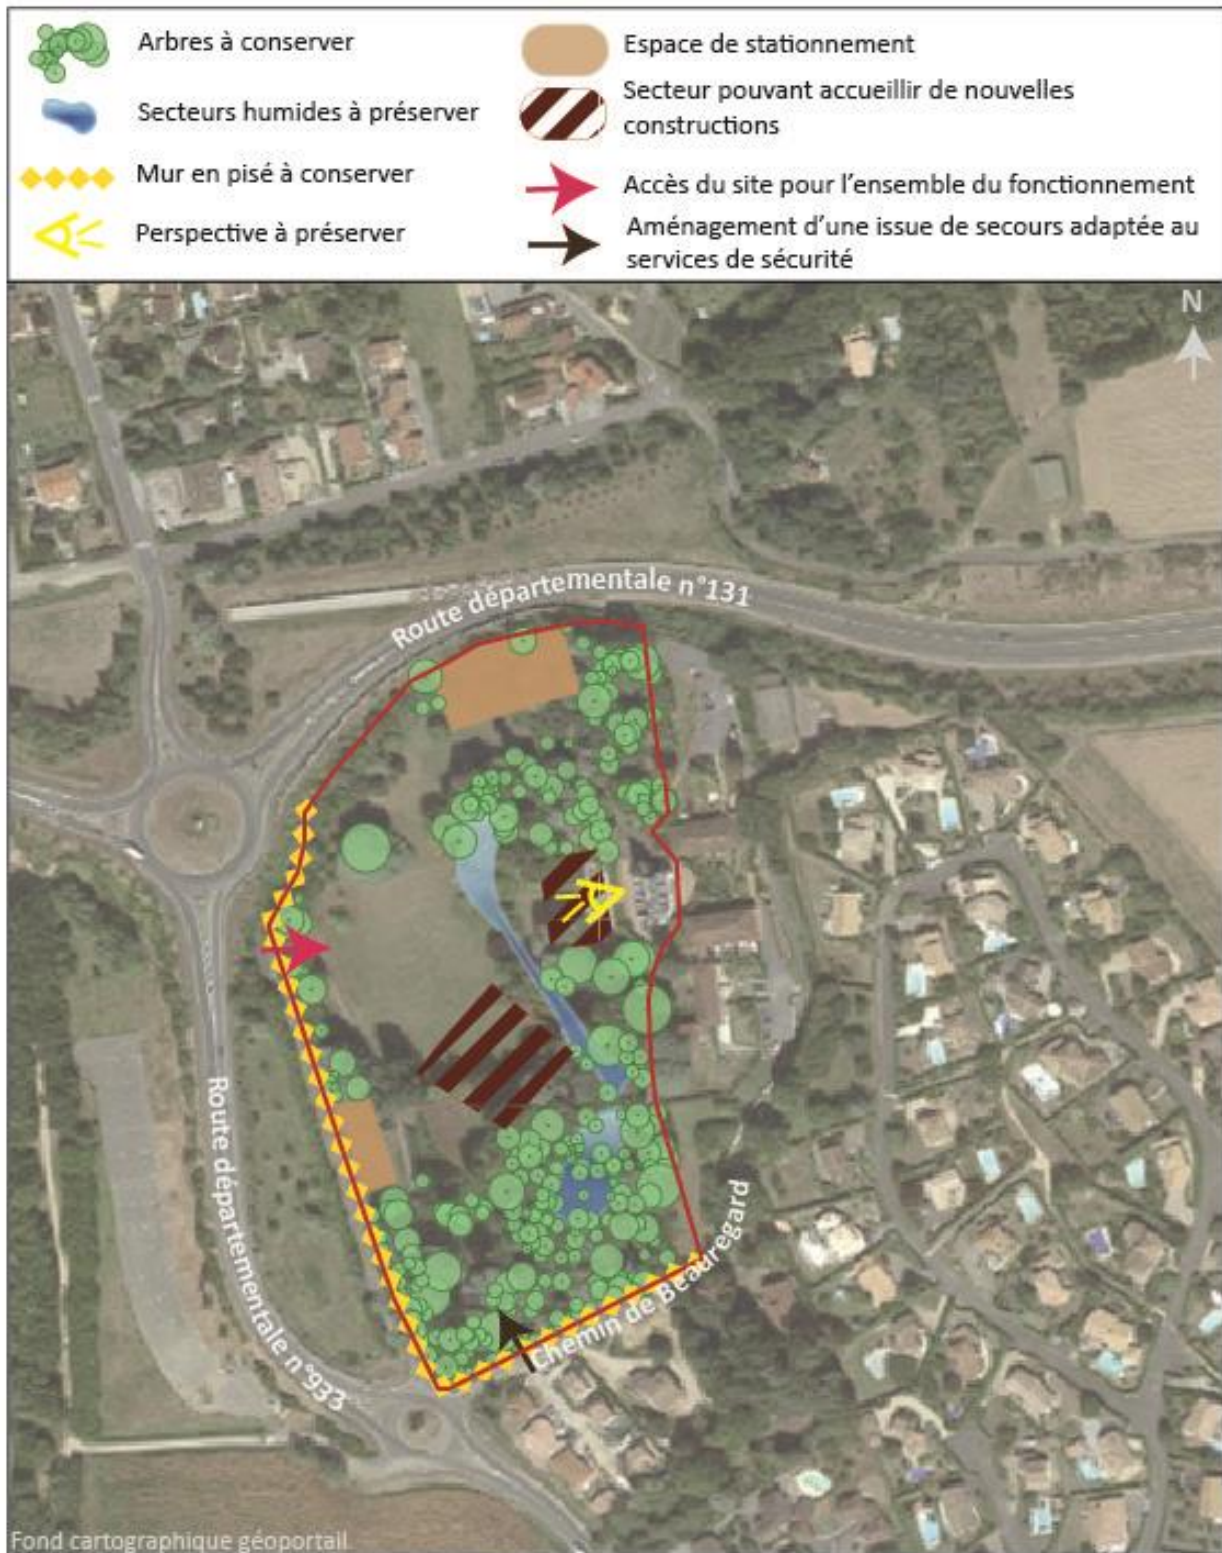 Arbres à conserver
Secteurs humides à préserver
Mur en pisé à conserver
Perspective à préserver
Espace de stationnement
Secteur pouvant accueillir de nouvelles
constructions
Accès du site pour l'ensemble du fonctionnement
Aménagement d'une issue de secours adaptée au
services de sécurité
N
Route départementale n°131
Route départementale n°933
Chemin de Beauregard
Fond cartographique géoportail